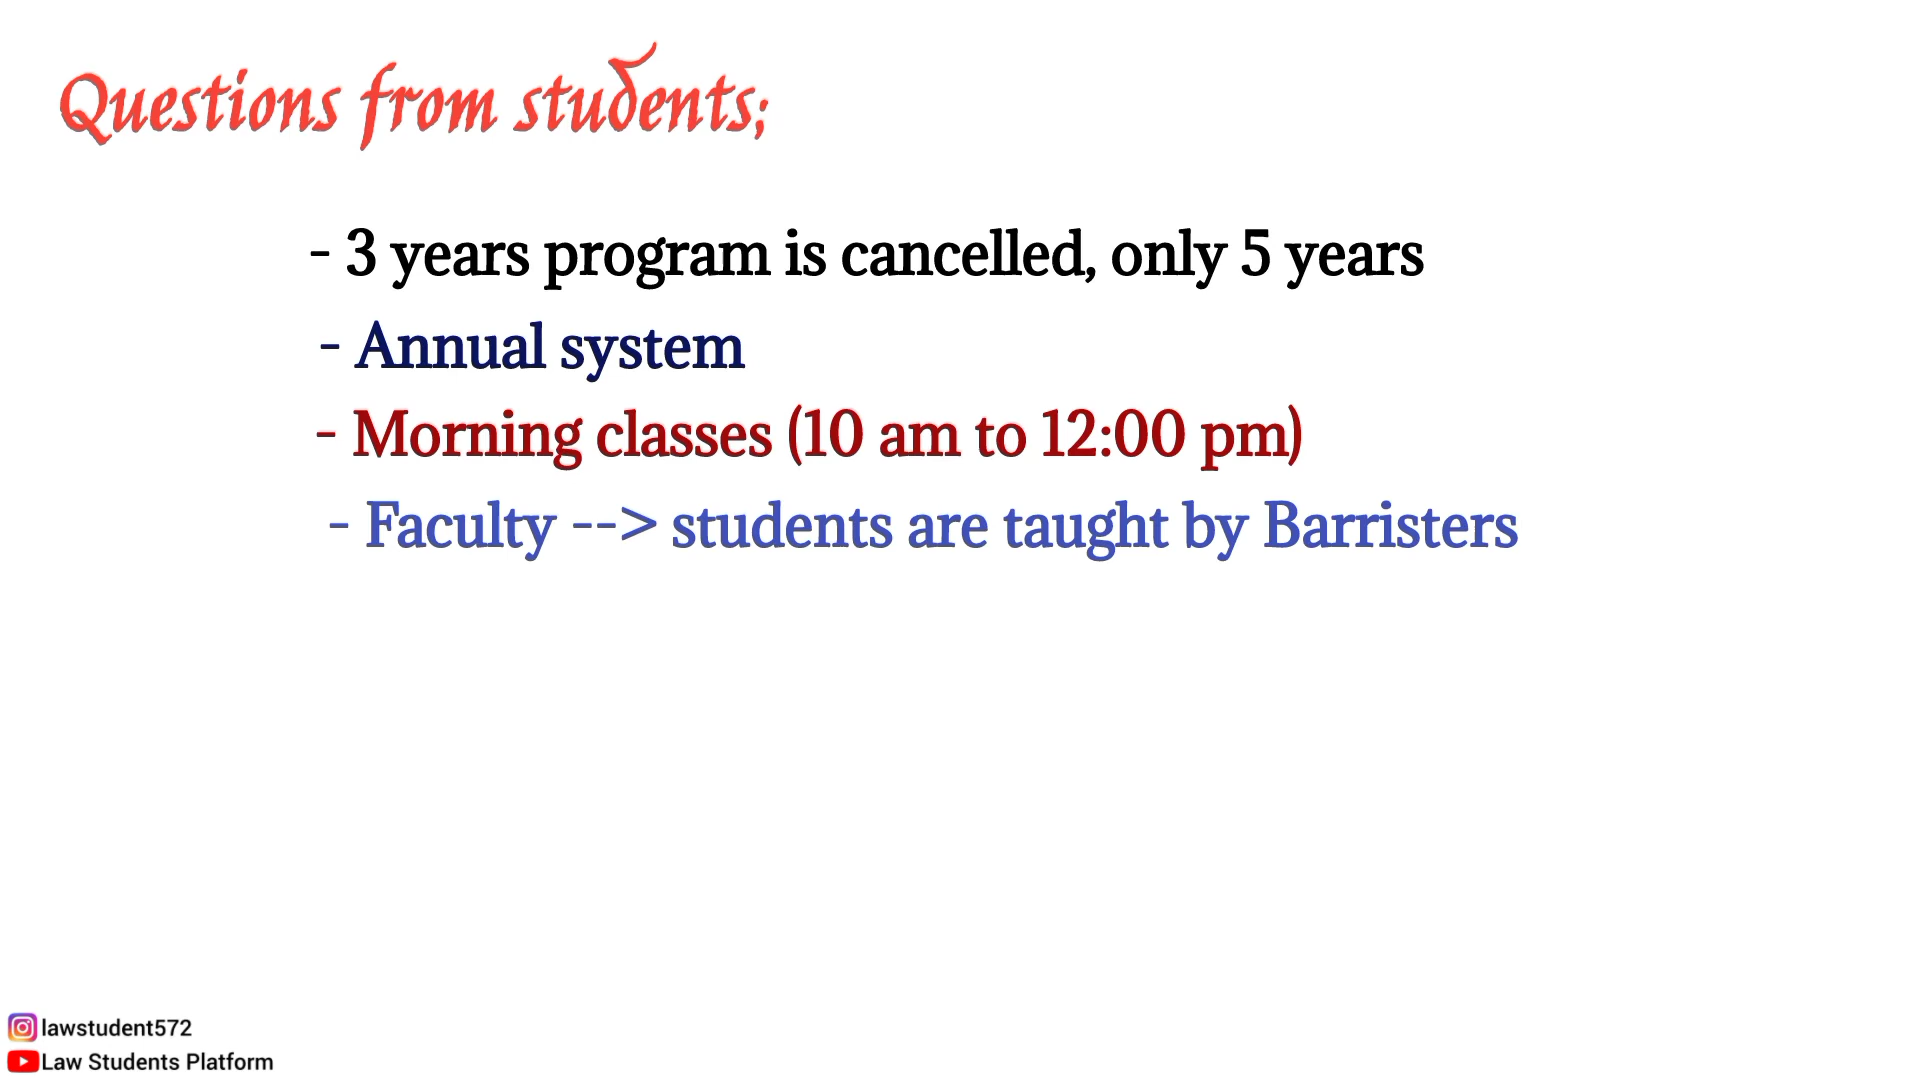 Questions from students;
- 3 years program is cancelled, only 5 years
- Annual system
- Morning classes (10 am to 12:00 pm)
- Faculty --> students are taught by Barristers
lawstudent572
Law Students Platform